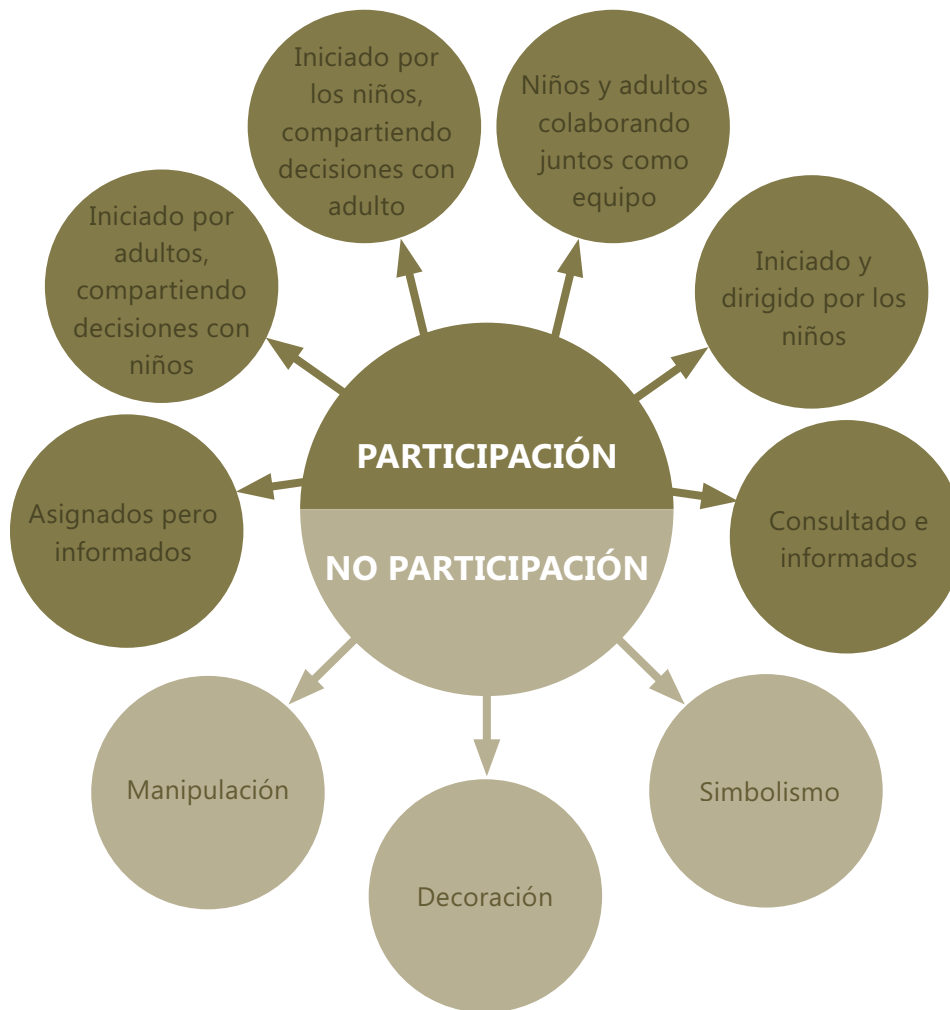 Iniciado por
los niños,
compartiendo
decisiones con
adulto
Niños y adultos
colaborando
juntos como
equipo
Iniciado por
adultos,
compartiendo
decisiones con
niños
Iniciado y
dirigido por los
niños
PARTICIPACIÓN
NO PARTICIPACIÓN
Asignados pero
informados
Consultado e
informados
Manipulación
Simbolismo
Decoración